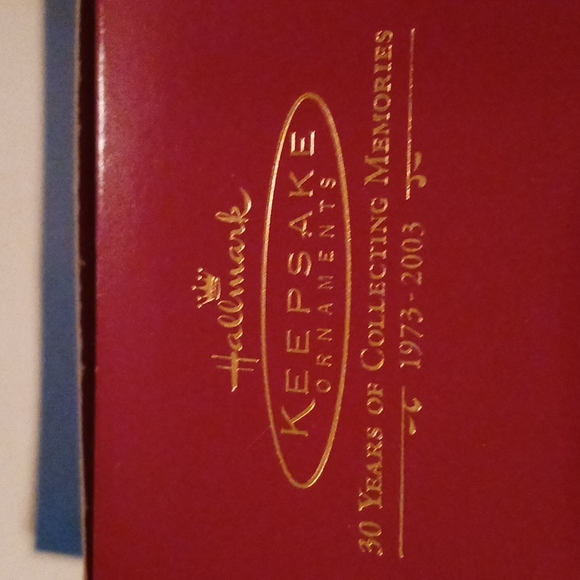 Hallmark
KEEPSAKE
ORNAMENTS
30 YEARS OF COLLECTING MEMORIES
1973-2003